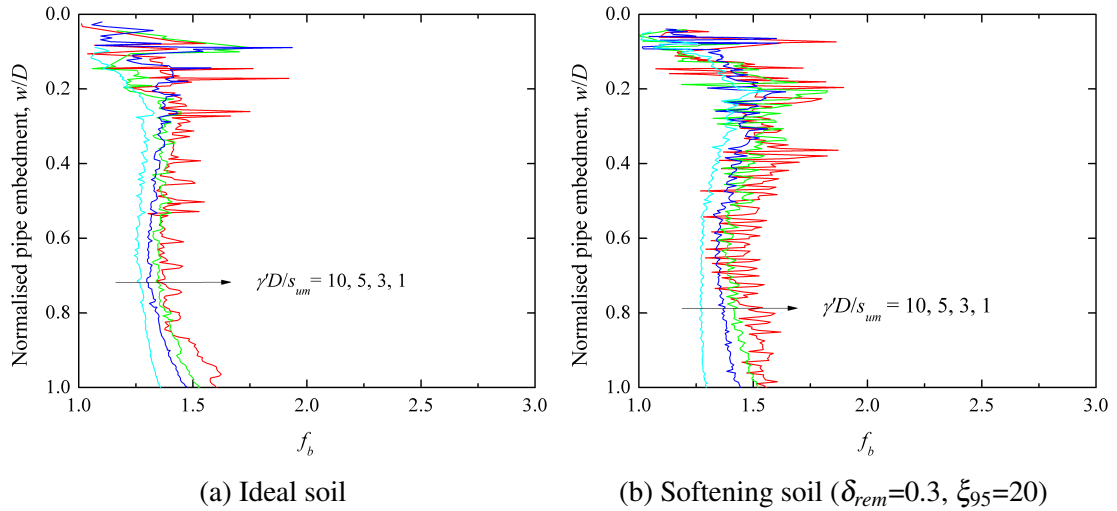 Normalised pipe embedment, w/D
0.0
0.2
0.4
0.6
0.8
1.0
γ'D/s_um = 10, 5, 3, 1
1.0 1.5 2.0 2.5 3.0
f_b
(a) Ideal soil
Normalised pipe embedment, w/D
0.0
0.2
0.4
0.6
0.8
1.0
γ'D/s_um = 10, 5, 3, 1
1.0 1.5 2.0 2.5 3.0
f_b
(b) Softening soil (δ_rem=0.3, ξ_95=20)